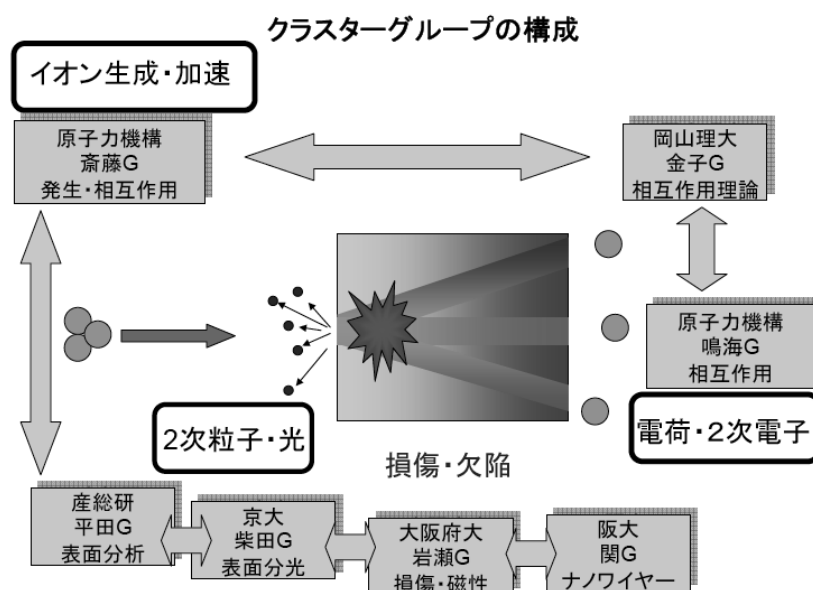 クラスターグループの構成
イオン生成・加速
原子力機構
斎藤G
発生・相互作用
岡山理大
金子G
相互作用理論
原子力機構
鳴海G
相互作用
電荷・2次電子
2次粒子・光
損傷・欠陥
産総研
平田G
表面分析
京大
柴田G
表面分光
大阪府大
岩瀬G
損傷・磁性
阪大
関G
ナノワイヤー